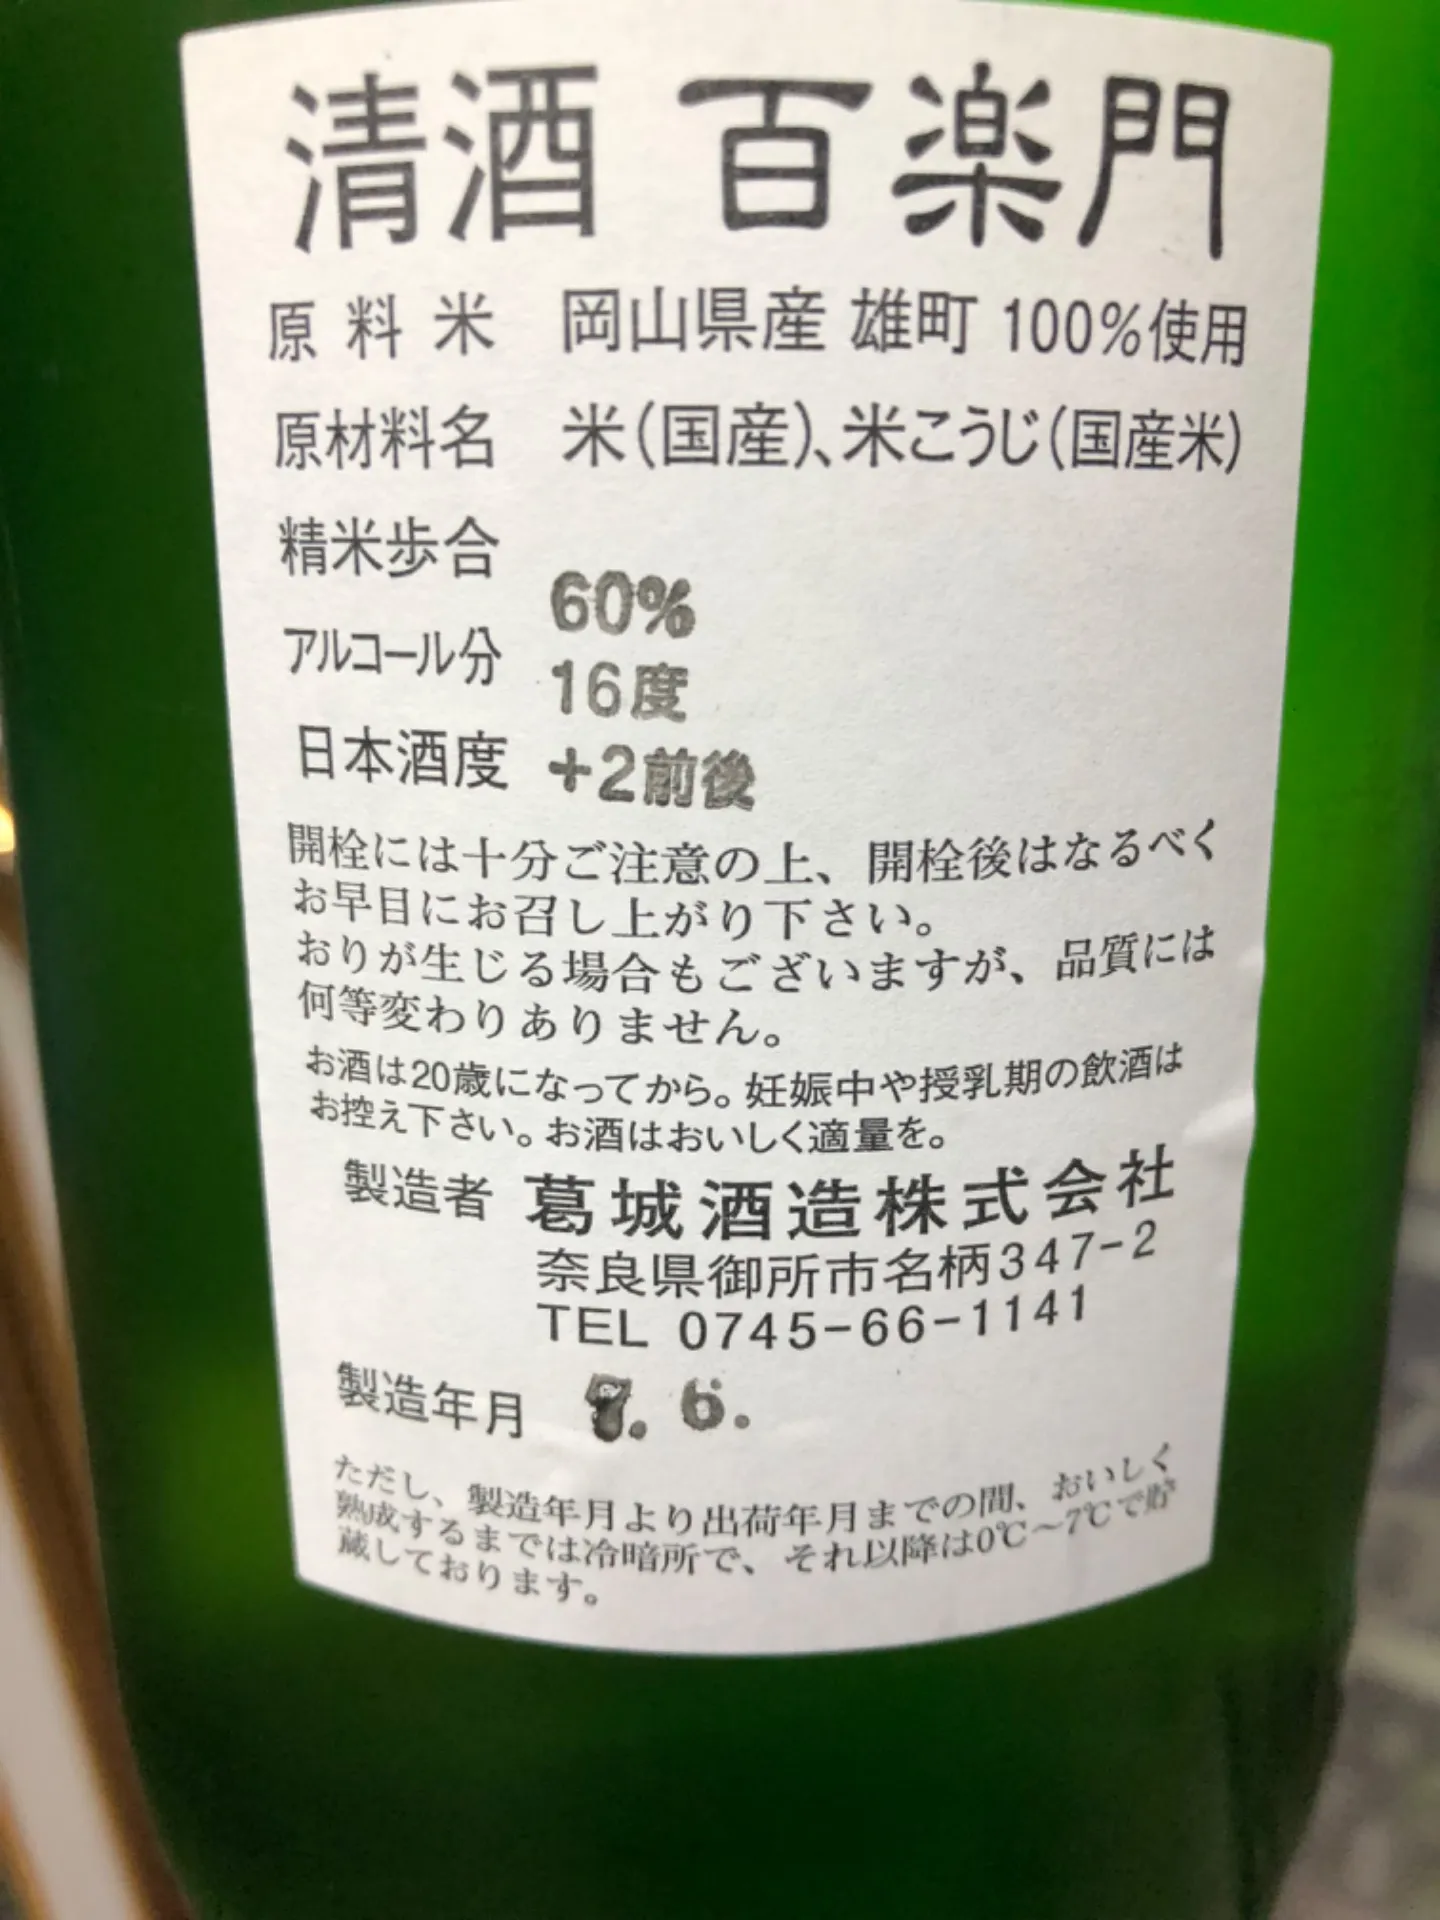 清酒 百楽門
原料米 岡山県産 雄町 100%使用
原材料名 米(国産)、米こうじ(国産米)
精米歩合 60%
アルコール分 16度
日本酒度 +2前後
開栓には十分ご注意の上、開栓後はなるべく
お早目にお召し上がり下さい。
おりが生じる場合もございますが、品質には
何等変わりありません。
お酒は20歳になってから。妊娠中や授乳期の飲酒は
お控え下さい。お酒はおいしく適量を。
製造者 葛城酒造株式会社
奈良県御所市名柄347-2
TEL 0745-66-1141
製造年月 7. 6.
ただし、製造年月より出荷年月までの間、おいしく
熟成するまでは冷暗所で、それ以降は0℃～7℃で貯
蔵しております。